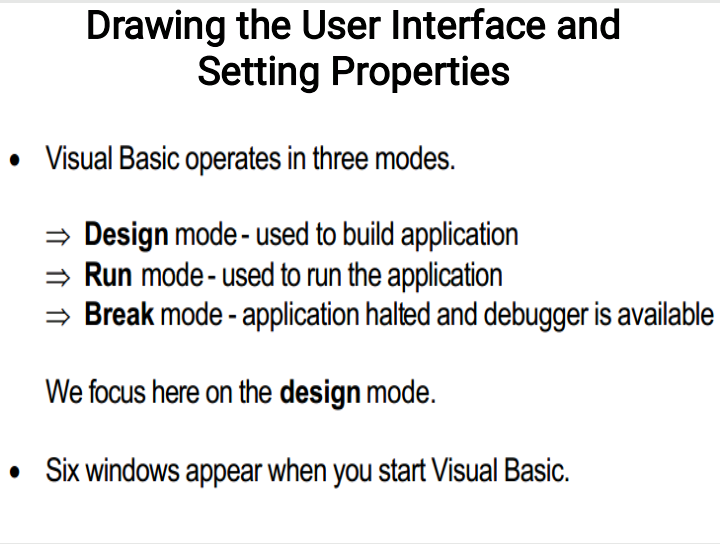 Drawing the User Interface and
Setting Properties
• Visual Basic operates in three modes.
⇒ Design mode - used to build application
⇒ Run mode - used to run the application
⇒ Break mode - application halted and debugger is available
We focus here on the design mode.
• Six windows appear when you start Visual Basic.